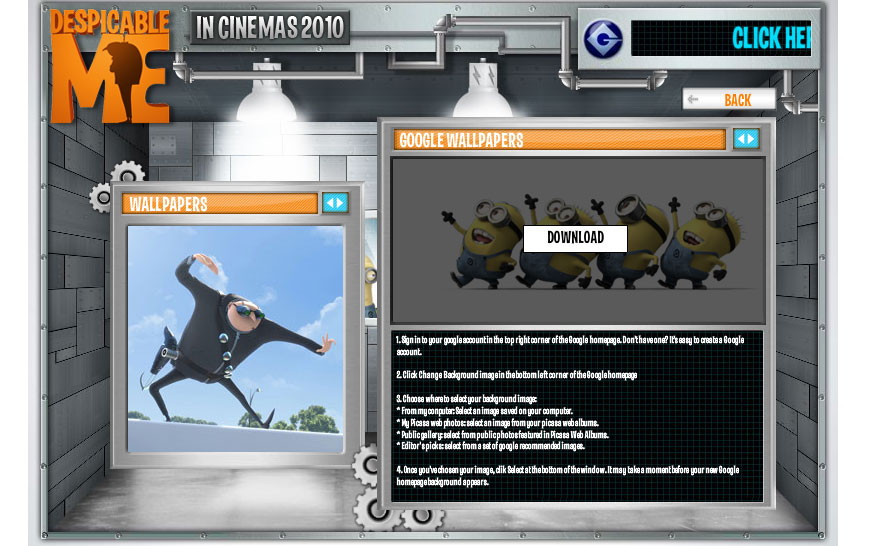 DESPICABLE
ME
IN CINEMAS 2010
G
CLICK HE
BACK
GOOGLE WALLPAPERS
WALLPAPERS
DOWNLOAD
1. Sign in to your google account in the top right corner of the Google homepage. Don't have one? It's easy to create a Google
account.
2. Click Change Background image in the bottom left corner of the Google homepage
3. Choose where to select your background image:
* From my computer: Select an image saved on your computer.
* My Picasa web photos: select an image from your picasa web albums.
* Public gallery: select from public photos featured in Picasa Web Albums.
* Editor's picks: select from a set of google recommended images.
4. Once you've chosen your image, clik Select at the bottom of the window. It may take a moment before your new Google
homepage background appears.